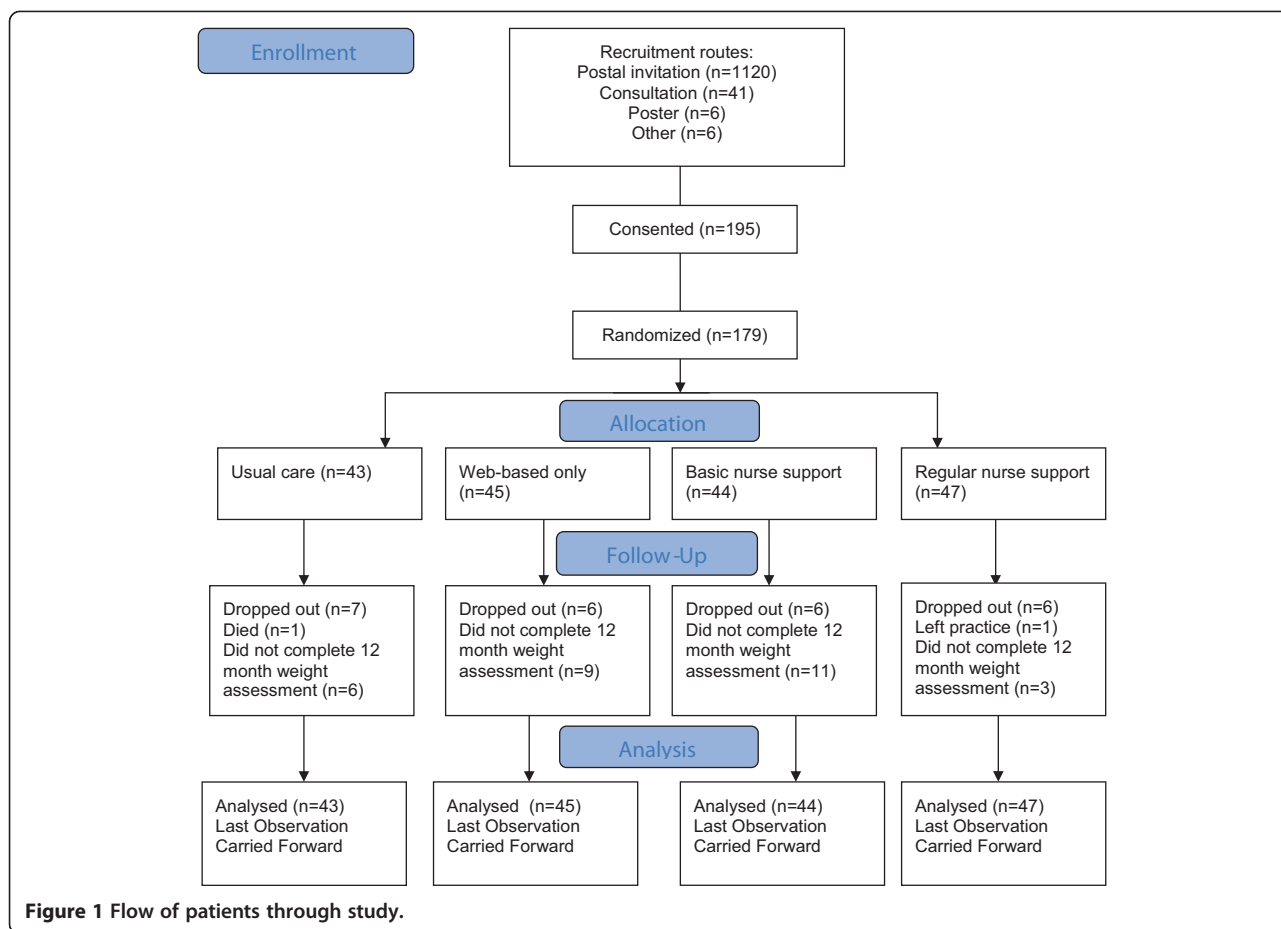 Enrollment
Recruitment routes:
Postal invitation (n=1120)
Consultation (n=41)
Poster (n=6)
Other (n=6)
Consented (n=195)
Randomized (n=179)
Allocation
Usual care (n=43)
Web-based only
(n=45)
Basic nurse support
(n=44)
Regular nurse support
(n=47)
Follow-Up
Dropped out (n=7)
Died (n=1)
Did not complete 12
month weight
assessment (n=6)
Dropped out (n=6)
Did not complete 12
month weight
assessment (n=9)
Dropped out (n=6)
Did not complete 12
month weight
assessment (n=11)
Dropped out (n=6)
Left practice (n=1)
Did not complete 12
month weight
assessment (n=3)
Analysis
Analysed (n=43)
Last Observation
Carried Forward
Analysed (n=45)
Last Observation
Carried Forward
Analysed (n=44)
Last Observation
Carried Forward
Analysed (n=47)
Last Observation
Carried Forward
Figure 1 Flow of patients through study.